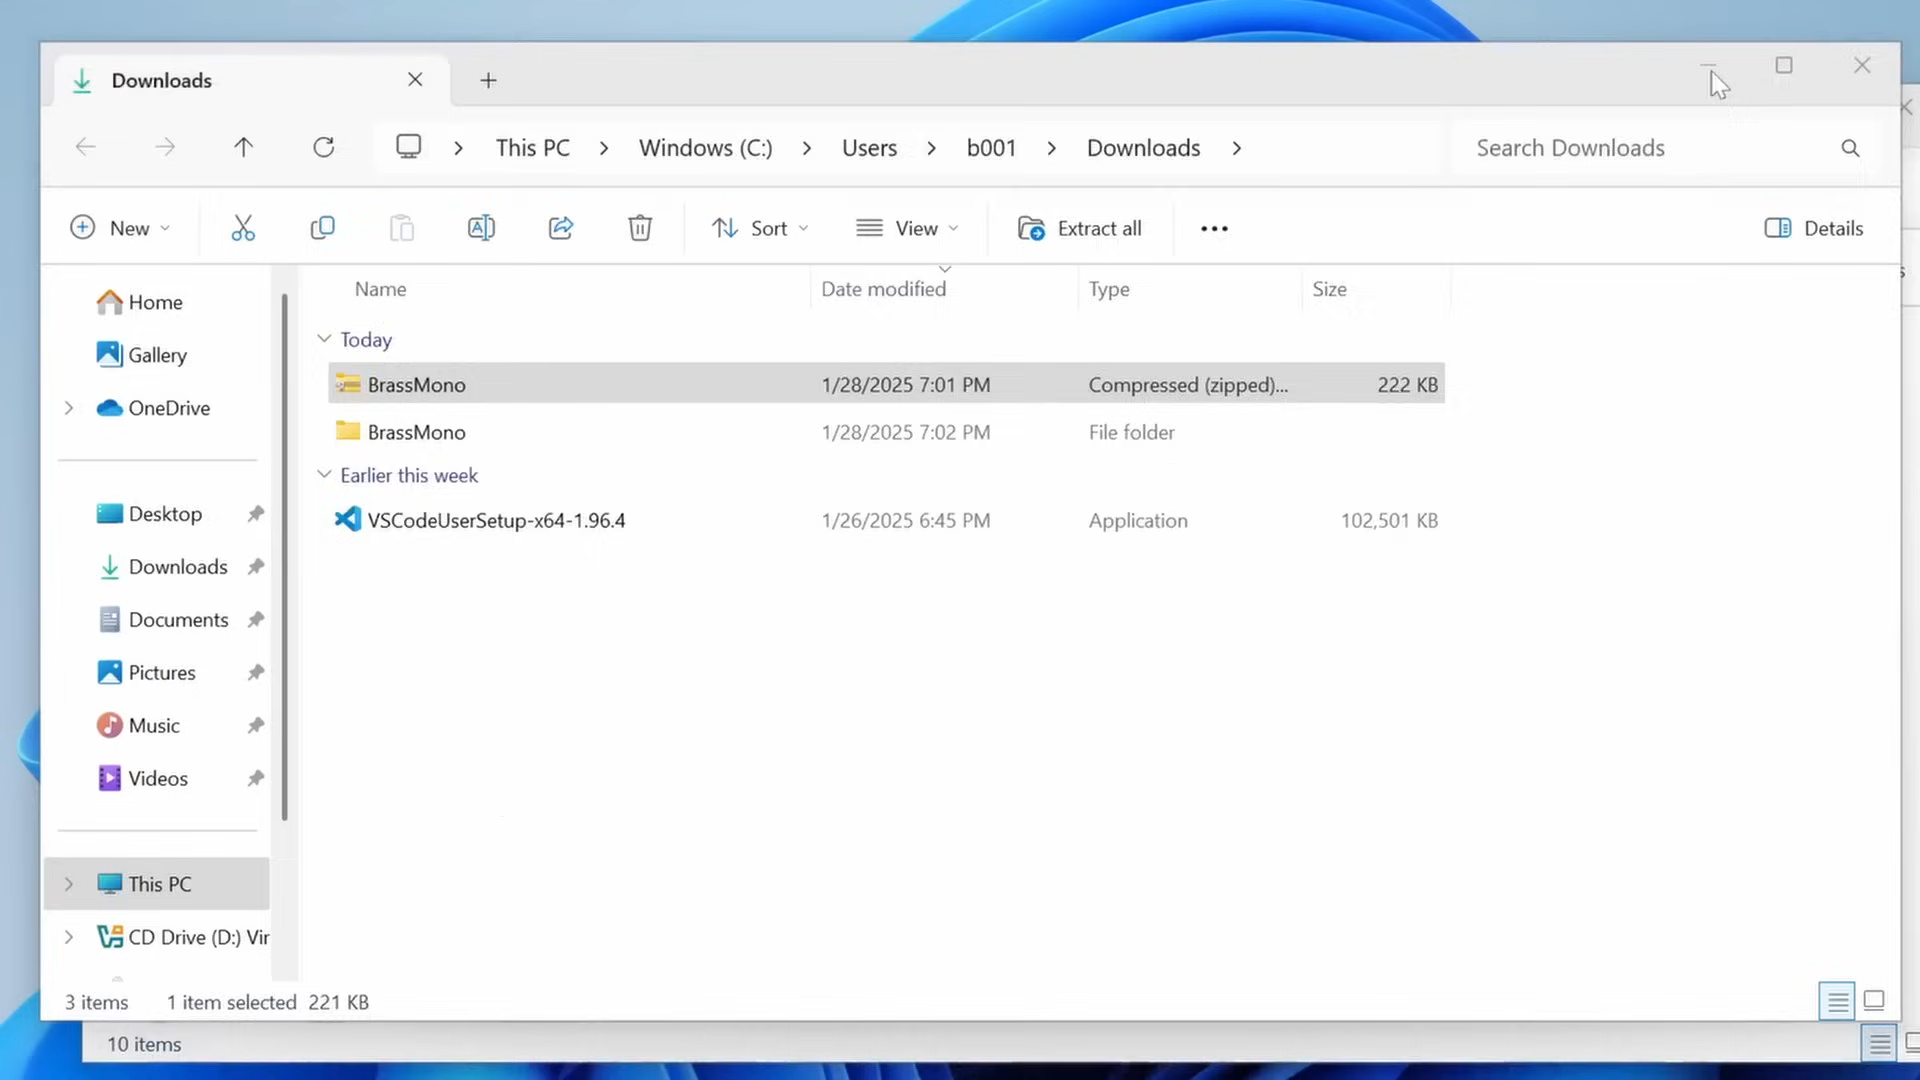 Downloads
This PC > Windows (C:) > Users > b001 > Downloads >
Search Downloads
New
Sort
View
Extract all
Details
Home
Gallery
OneDrive
Desktop
Downloads
Documents
Pictures
Music
Videos
This PC
CD Drive (D:) Vir
Name Date modified Type Size
Today
BrassMono 1/28/2025 7:01 PM Compressed (zipped)... 222 KB
BrassMono 1/28/2025 7:02 PM File folder
Earlier this week
VSCodeUserSetup-x64-1.96.4 1/26/2025 6:45 PM Application 102,501 KB
3 items 1 item selected 221 KB
10 items